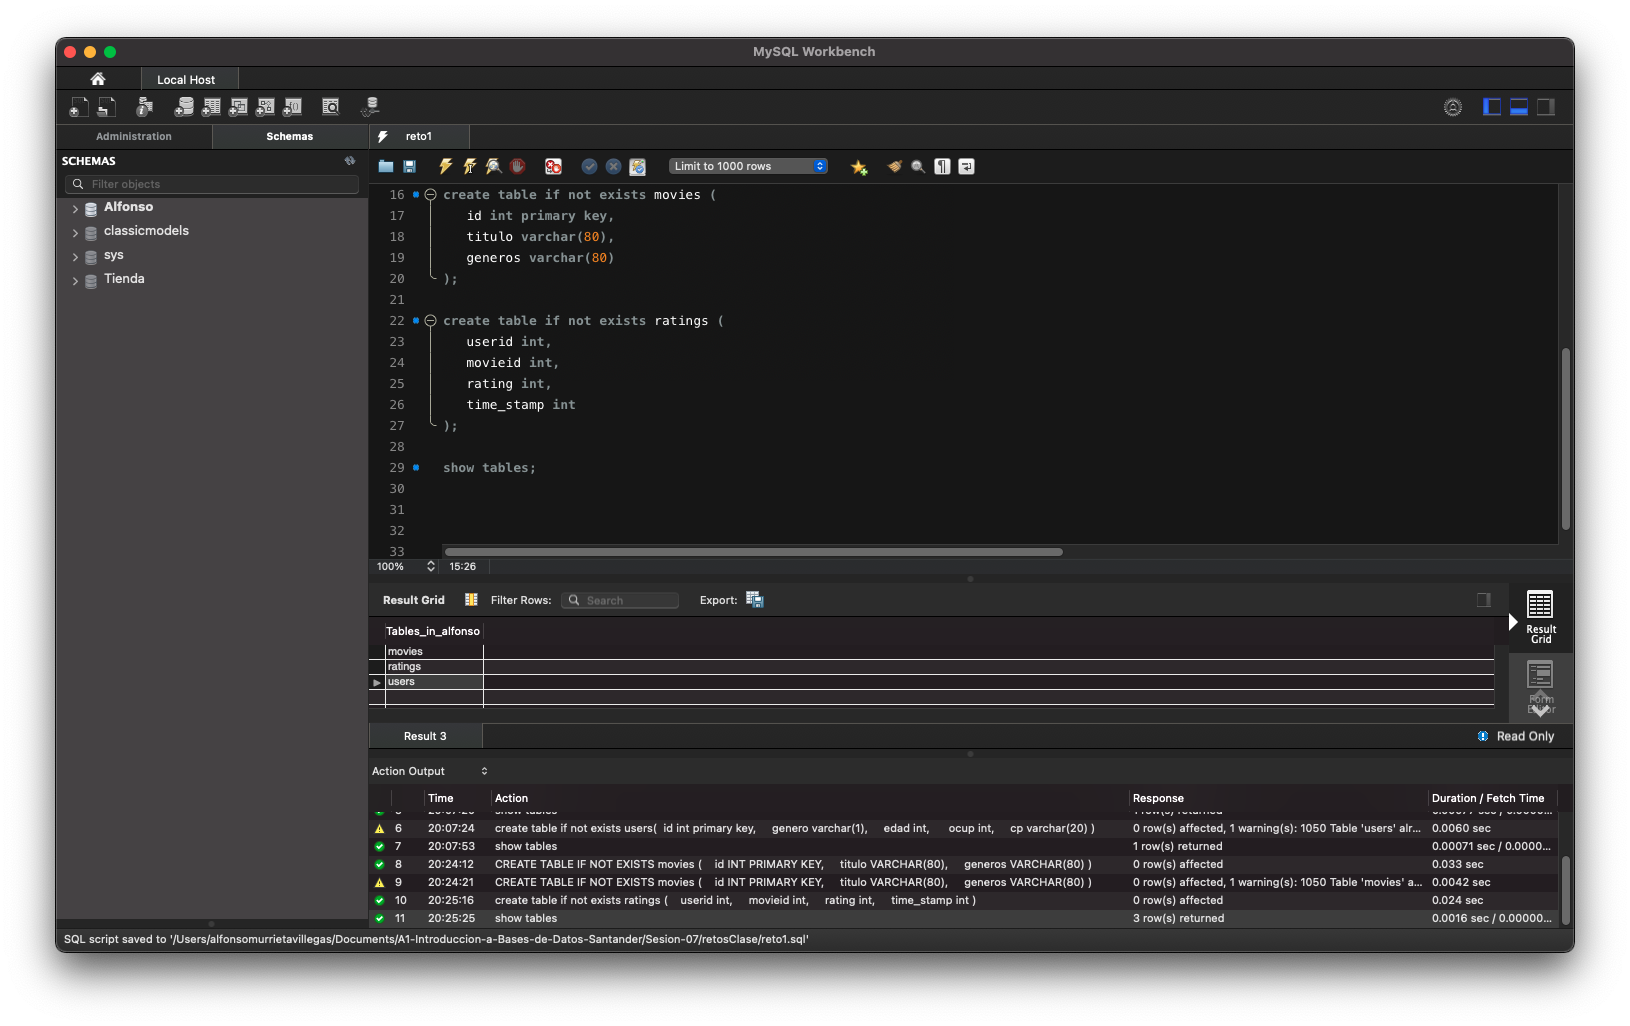 MySQL Workbench
Local Host
Administration
Schemas
reto1
SCHEMAS
Filter objects
Alfonso
classicmodels
sys
Tienda
Limit to 1000 rows
16 create table if not exists movies (
17 id int primary key,
18 titulo varchar(80),
19 generos varchar(80)
20 );
21
22 create table if not exists ratings (
23 userid int,
24 movieid int,
25 rating int,
26 time_stamp int
27 );
28
29 show tables;
30
31
32
33
100% 15:26
Result Grid Filter Rows: Search Export:
Tables_in_alfonso
movies
ratings
users
Result
Grid
Form
Editor
Result 3
Read Only
Action Output
Time Action Response Duration / Fetch Time
6 20:07:24 create table if not exists users( id int primary key, genero varchar(1), edad int, ocup int, cp varchar(20) ) 0 row(s) affected, 1 warning(s): 1050 Table 'users' alr... 0.0060 sec
7 20:07:53 show tables 1 row(s) returned 0.00071 sec / 0.0000...
8 20:24:12 CREATE TABLE IF NOT EXISTS movies ( id INT PRIMARY KEY, titulo VARCHAR(80), generos VARCHAR(80) ) 0 row(s) affected 0.033 sec
9 20:24:21 CREATE TABLE IF NOT EXISTS movies ( id INT PRIMARY KEY, titulo VARCHAR(80), generos VARCHAR(80) ) 0 row(s) affected, 1 warning(s): 1050 Table 'movies' a... 0.0042 sec
10 20:25:16 create table if not exists ratings ( userid int, movieid int, rating int, time_stamp int ) 0 row(s) affected 0.024 sec
11 20:25:25 show tables 3 row(s) returned 0.0016 sec / 0.00000...
SQL script saved to '/Users/alfonsomurrietavillegas/Documents/A1-Introduccion-a-Bases-de-Datos-Santander/Sesion-07/retosClase/reto1.sql'